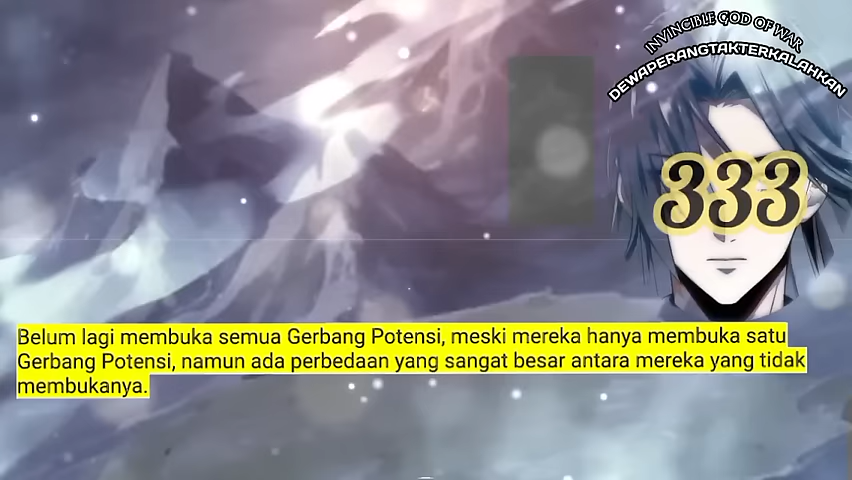 INVINCIBLE GOD OF WAR
DEWAPERANGTAKTERKALAHKAN
333
Belum lagi membuka semua Gerbang Potensi, meski mereka hanya membuka satu
Gerbang Potensi, namun ada perbedaan yang sangat besar antara mereka yang tidak
membukanya.